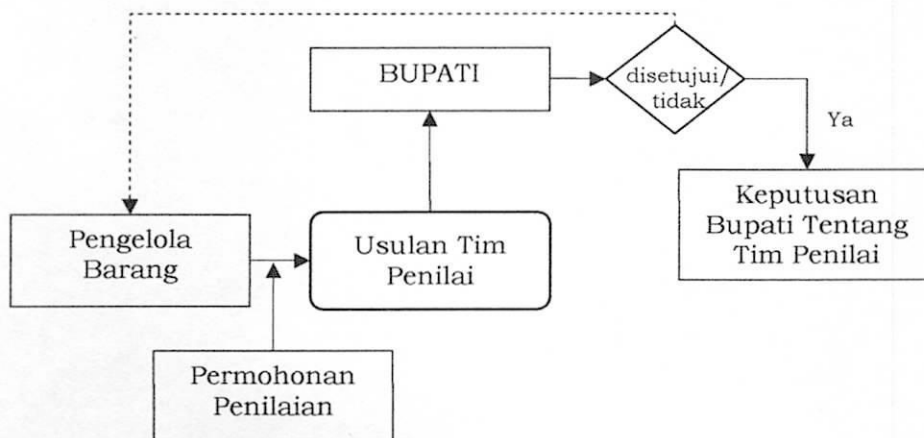 BUPATI
disetujui/
tidak
Ya
Keputusan
Bupati Tentang
Tim Penilai
Pengelola
Barang
Usulan Tim
Penilai
Permohonan
Penilaian